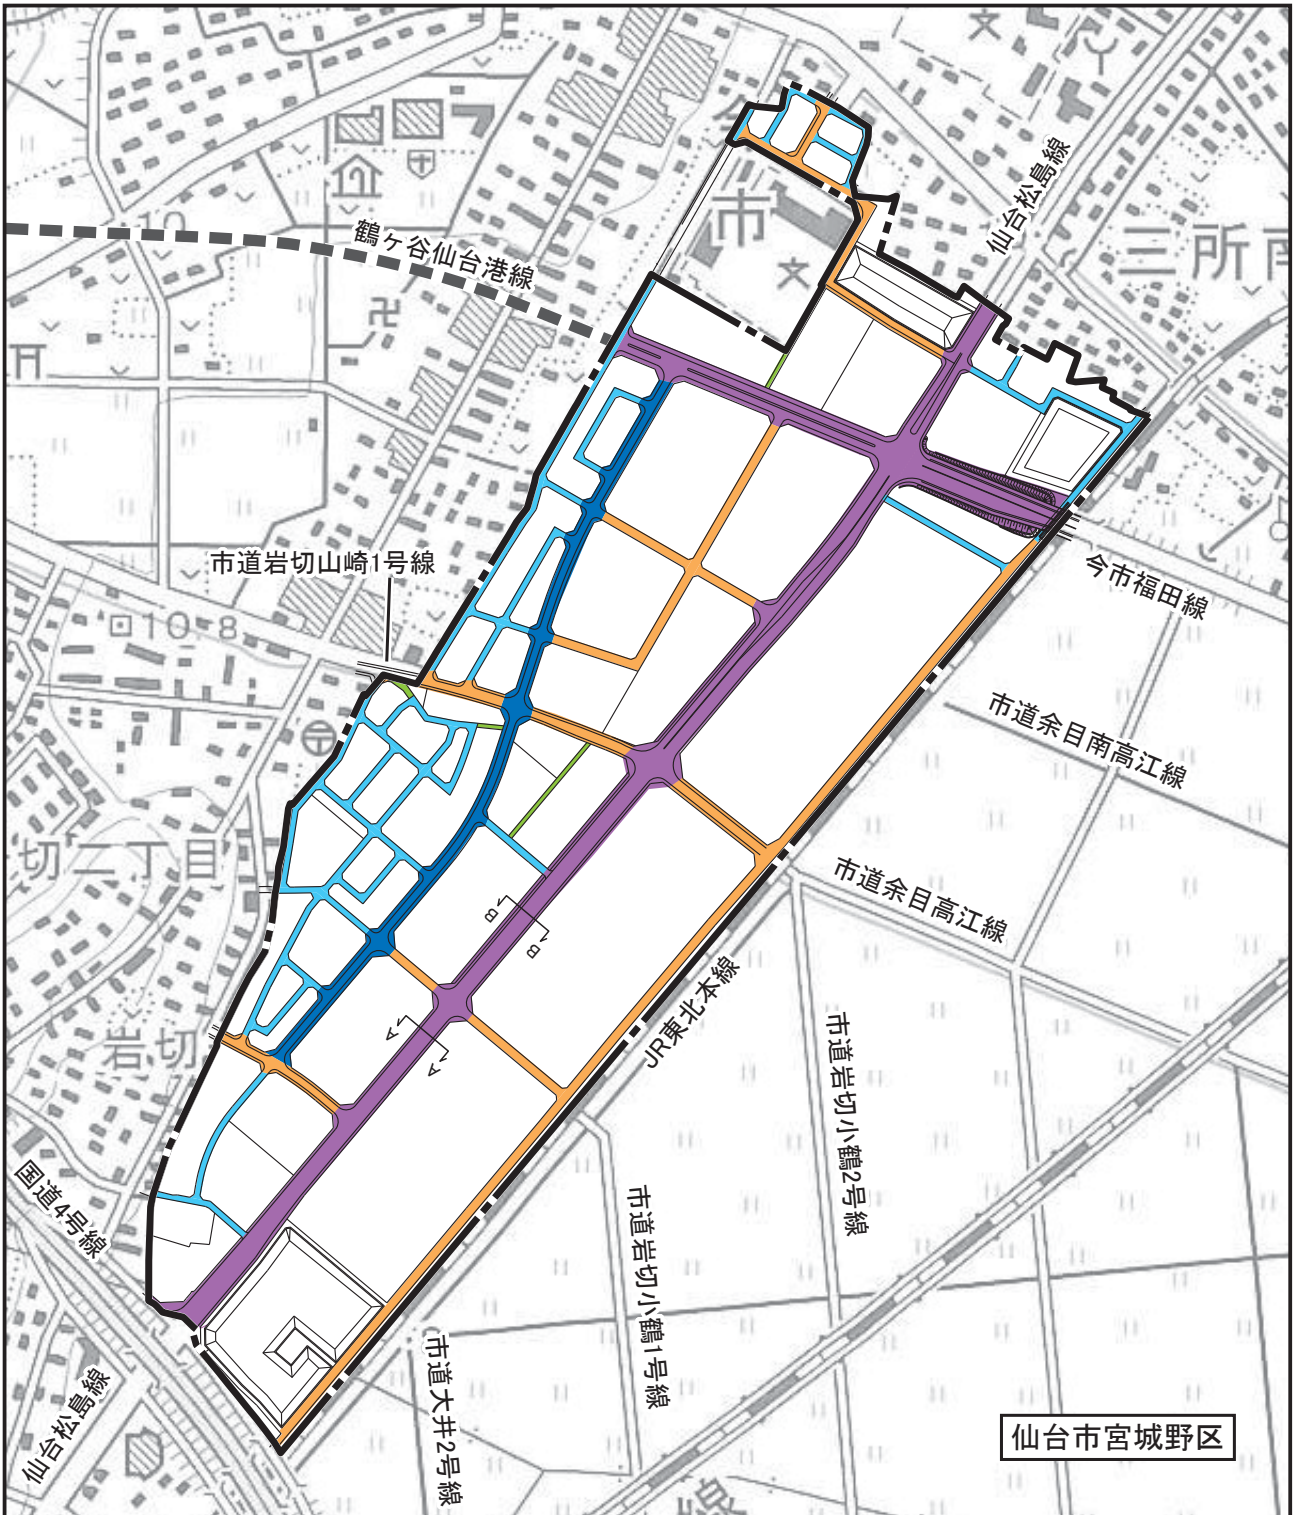 市
仙台松島線
三所南
10
鶴ヶ谷仙台港線
市道岩切山崎1号線
今市福田線
10 8
市道余目南高江線
切二丁目
市道余目高江線
B
B
JR東北本線
A
A
岩切
市道岩切小鶴2号線
国道4号線
市道岩切小鶴1号線
市道大井2号線
仙台松島線
仙台市宮城野区